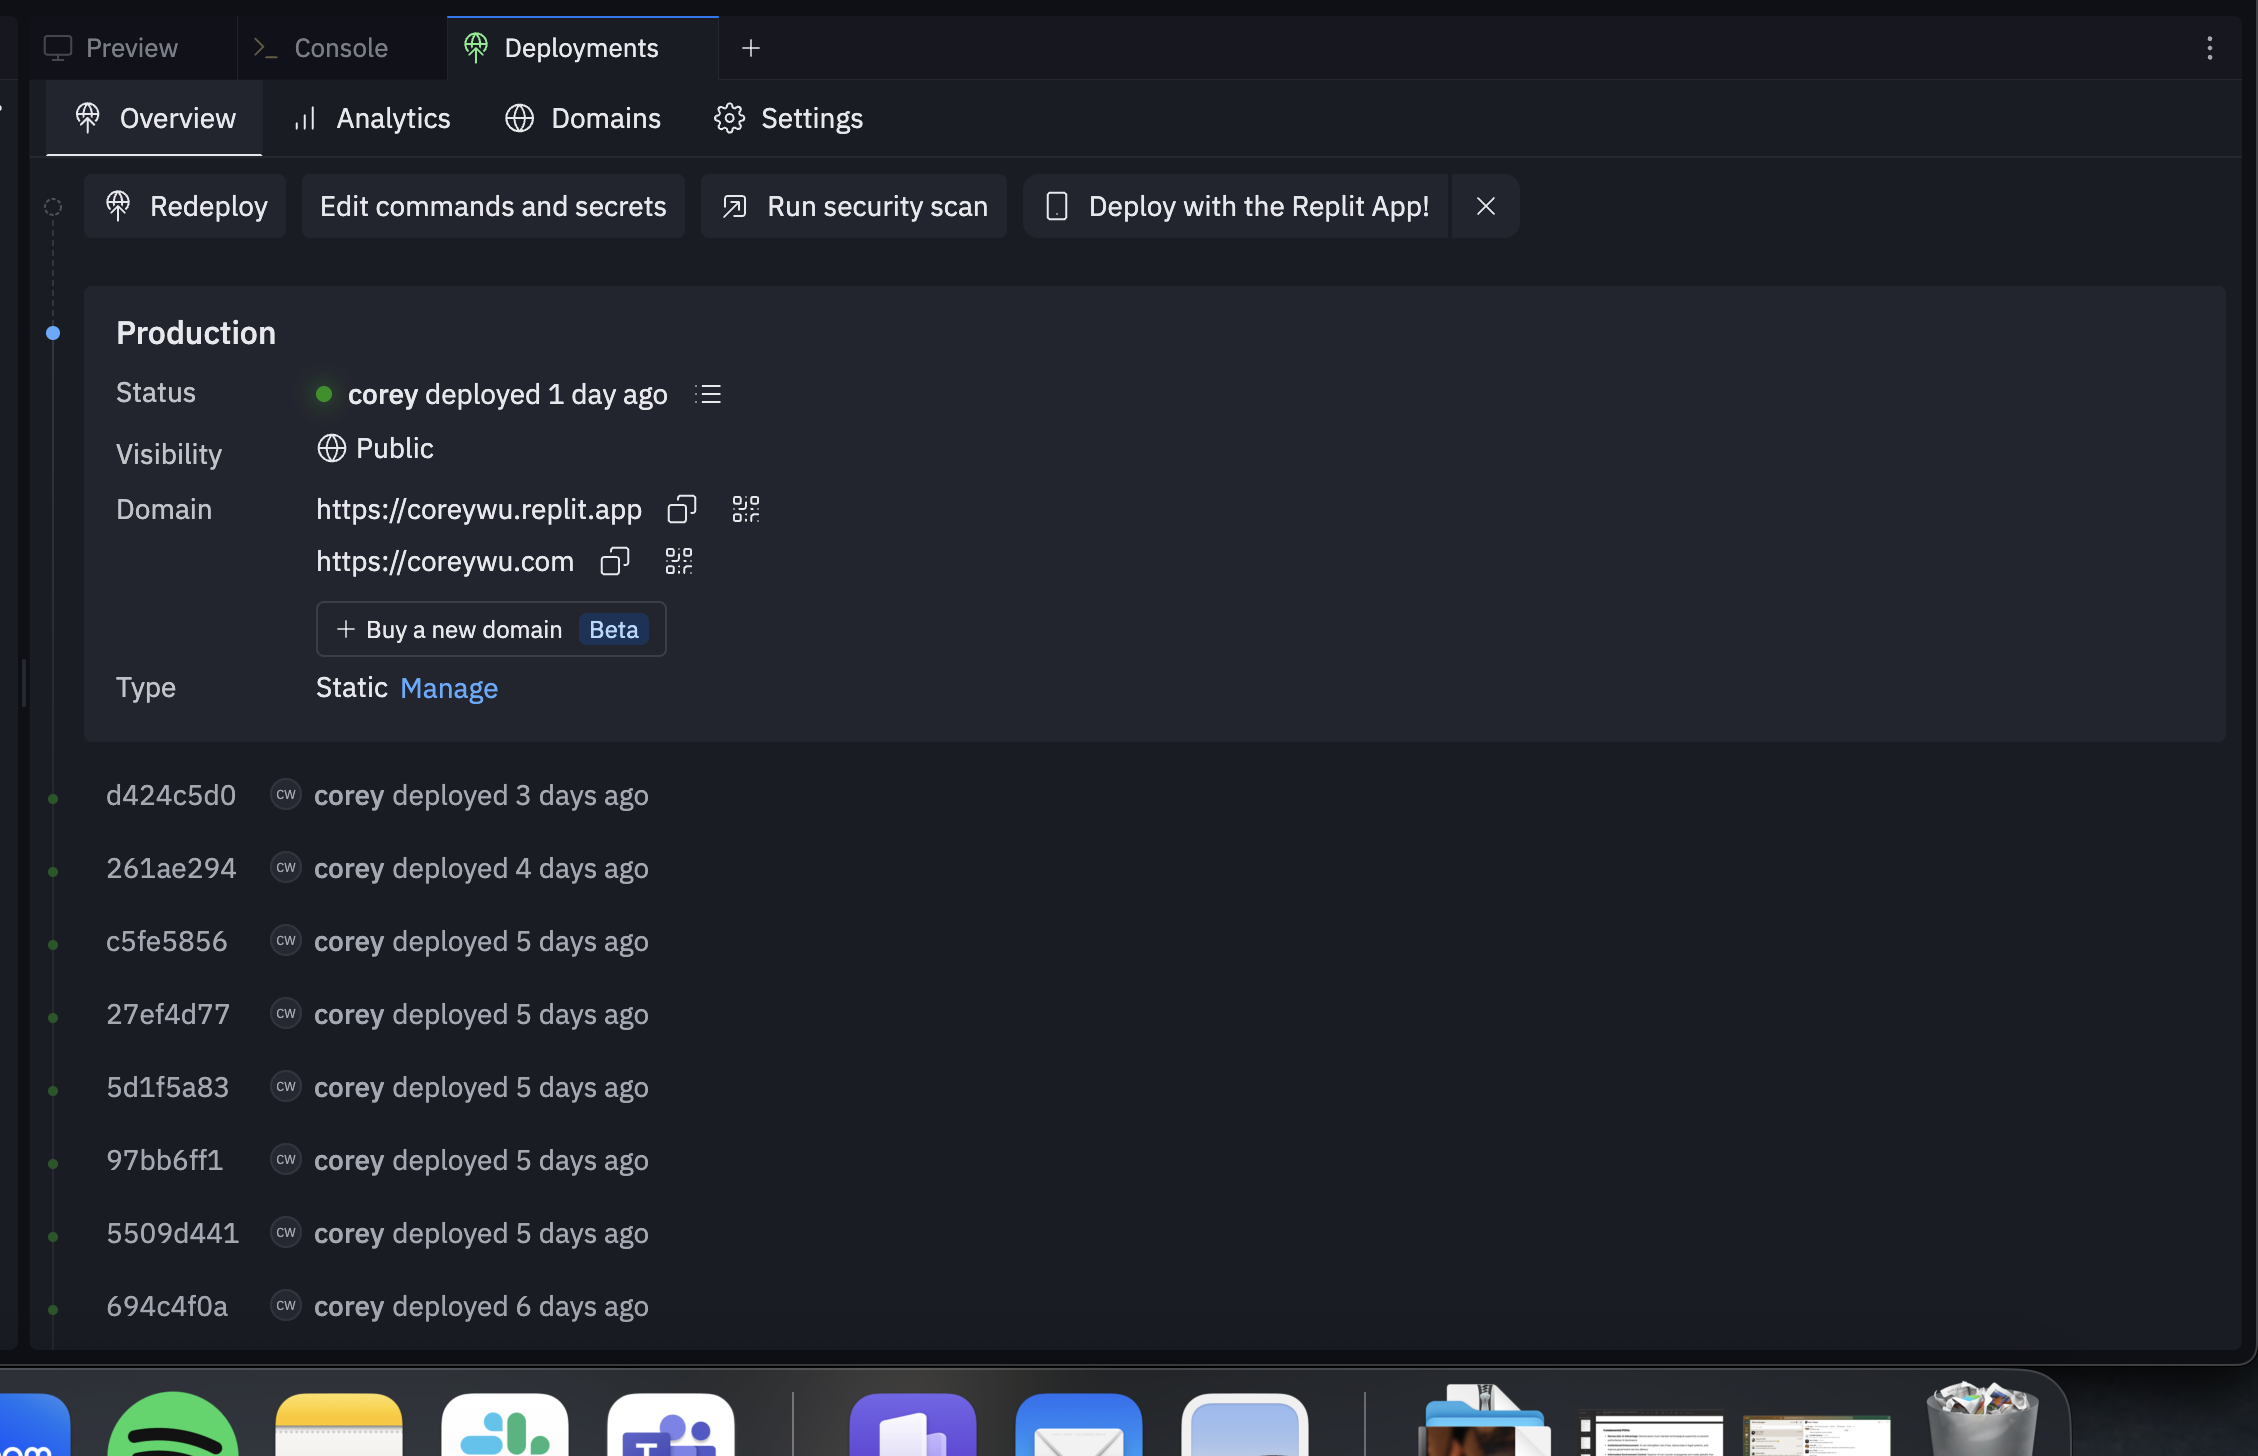 Preview Console Deployments
Overview Analytics Domains Settings
Redeploy Edit commands and secrets Run security scan Deploy with the Replit App!
Production
Status corey deployed 1 day ago
Visibility Public
Domain https://coreywu.replit.app
https://coreywu.com
Buy a new domain Beta
Type Static Manage
d424c5d0 CW corey deployed 3 days ago
261ae294 CW corey deployed 4 days ago
c5fe5856 CW corey deployed 5 days ago
27ef4d77 CW corey deployed 5 days ago
5d1f5a83 CW corey deployed 5 days ago
97bb6ff1 CW corey deployed 5 days ago
5509d441 CW corey deployed 5 days ago
694c4f0a CW corey deployed 6 days ago
om T